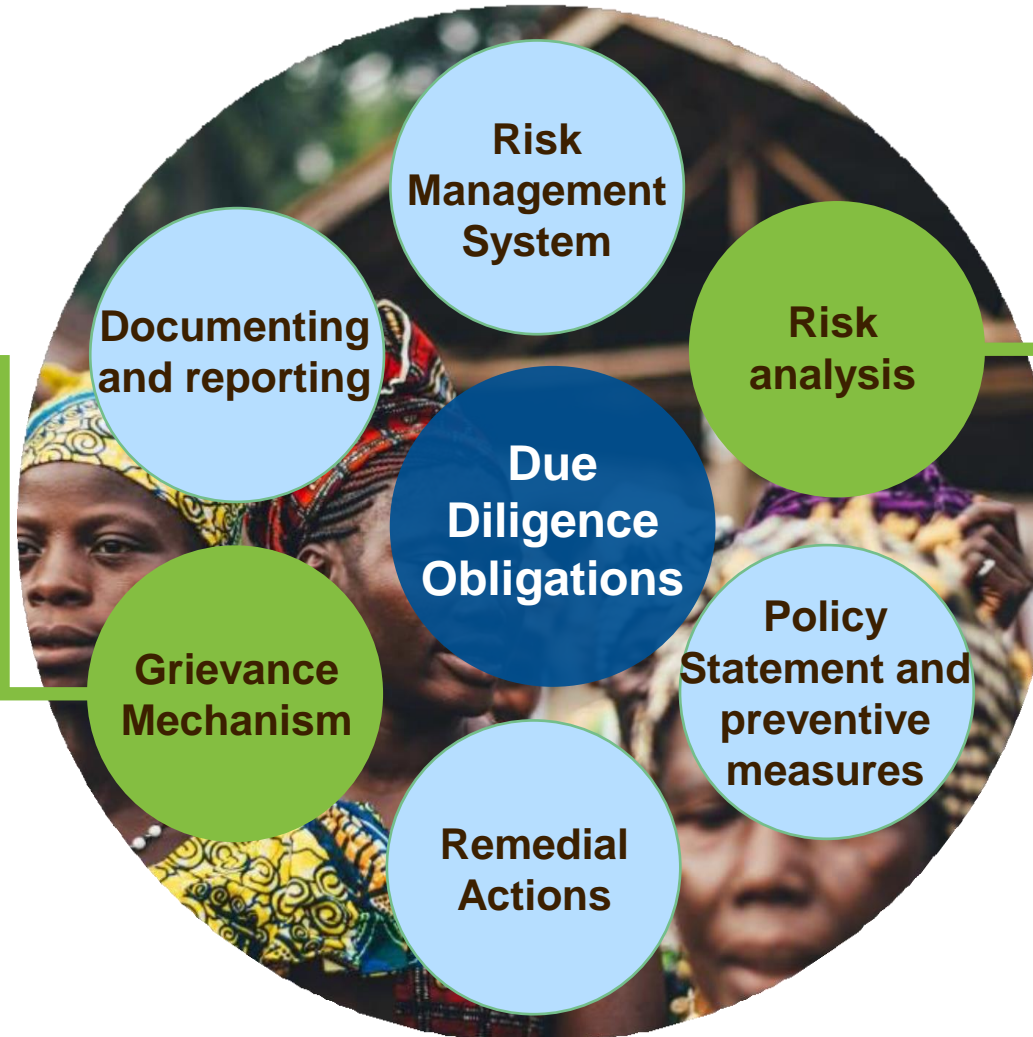 Risk
Management
System
Documenting
and reporting
Risk
analysis
Due
Diligence
Obligations
Grievance
Mechanism
Policy
Statement and
preventive
measures
Remedial
Actions